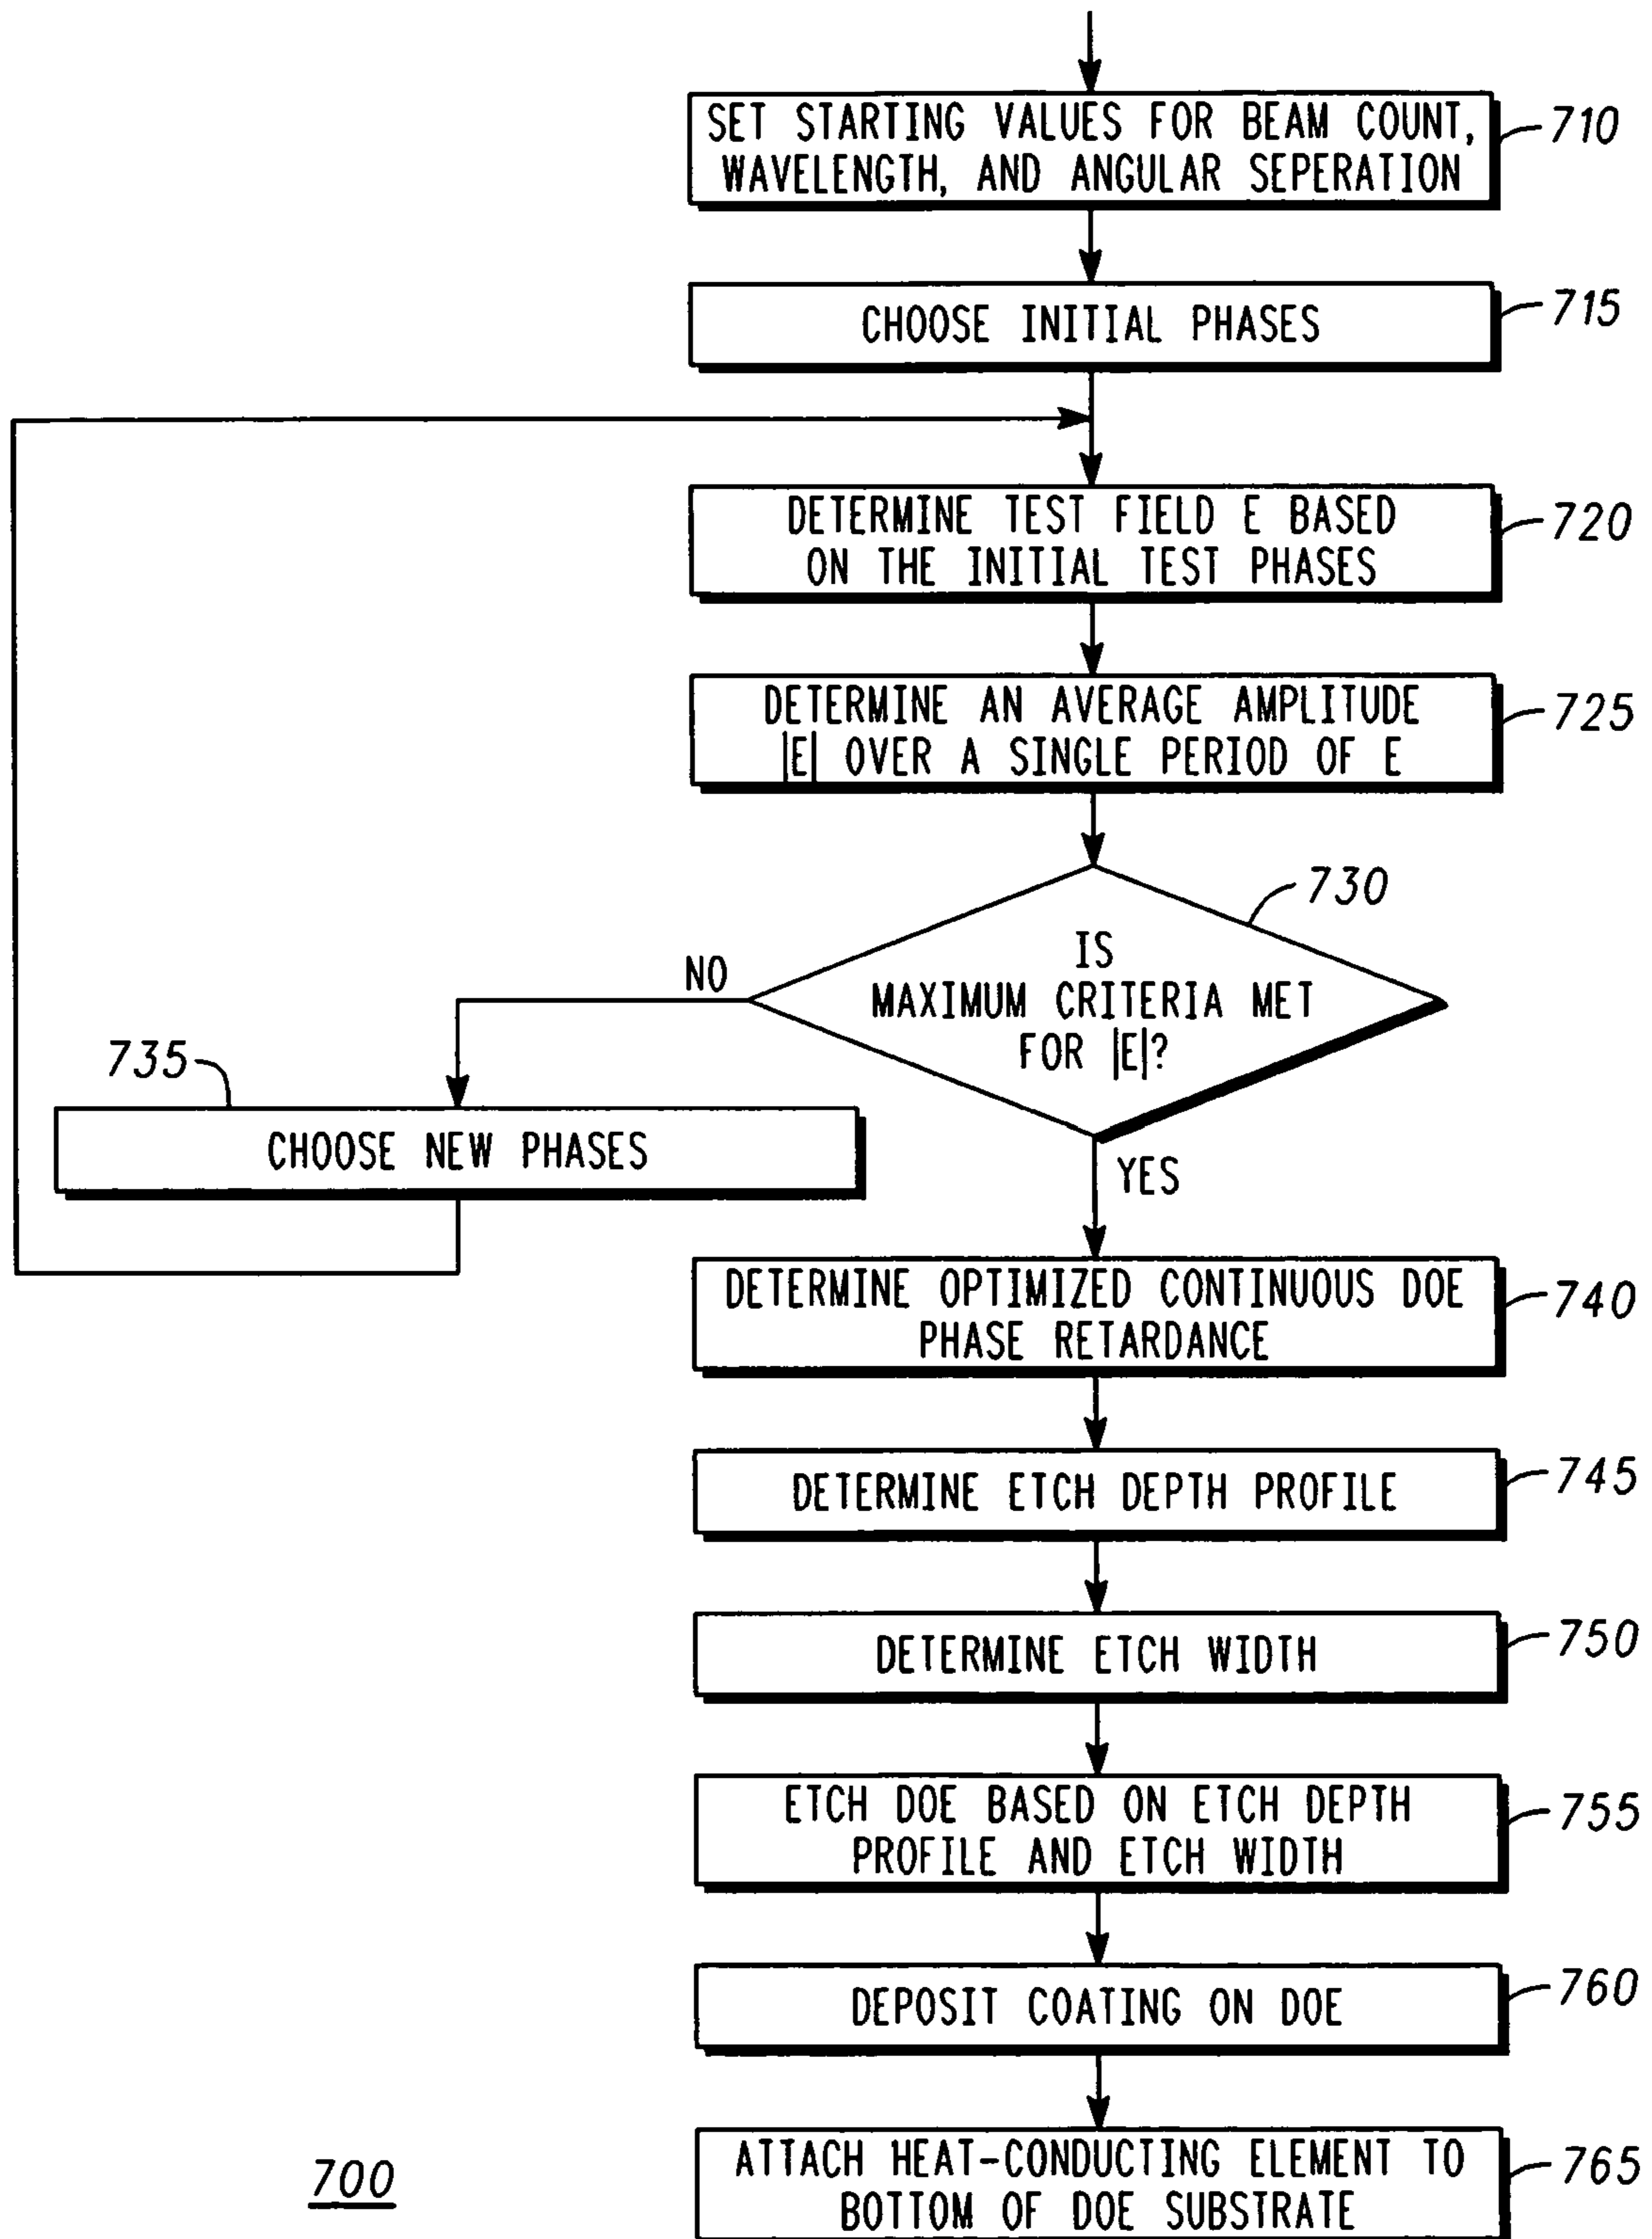 SET STARTING VALUES FOR BEAM COUNT,
WAVELENGTH, AND ANGULAR SEPERATION
710
CHOOSE INITIAL PHASES
715
DETERMINE TEST FIELD E BASED
ON THE INITIAL TEST PHASES
720
DETERMINE AN AVERAGE AMPLITUDE
|E| OVER A SINGLE PERIOD OF E
725
730
IS
MAXIMUM CRITERIA MET
FOR |E|?
NO
735
CHOOSE NEW PHASES
YES
DETERMINE OPTIMIZED CONTINUOUS DOE
PHASE RETARDANCE
740
DETERMINE ETCH DEPTH PROFILE
745
DETERMINE ETCH WIDTH
750
ETCH DOE BASED ON ETCH DEPTH
PROFILE AND ETCH WIDTH
755
DEPOSIT COATING ON DOE
760
ATTACH HEAT-CONDUCTING ELEMENT TO
BOTTOM OF DOE SUBSTRATE
765
700